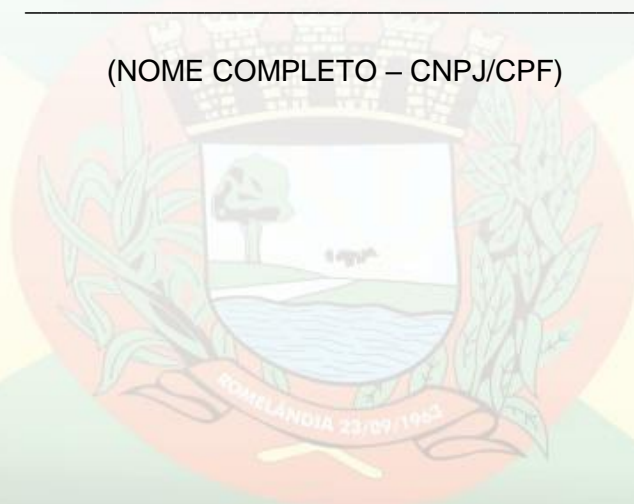 (NOME COMPLETO – CNPJ/CPF)
ROMELÂNDIA 23/09/1963